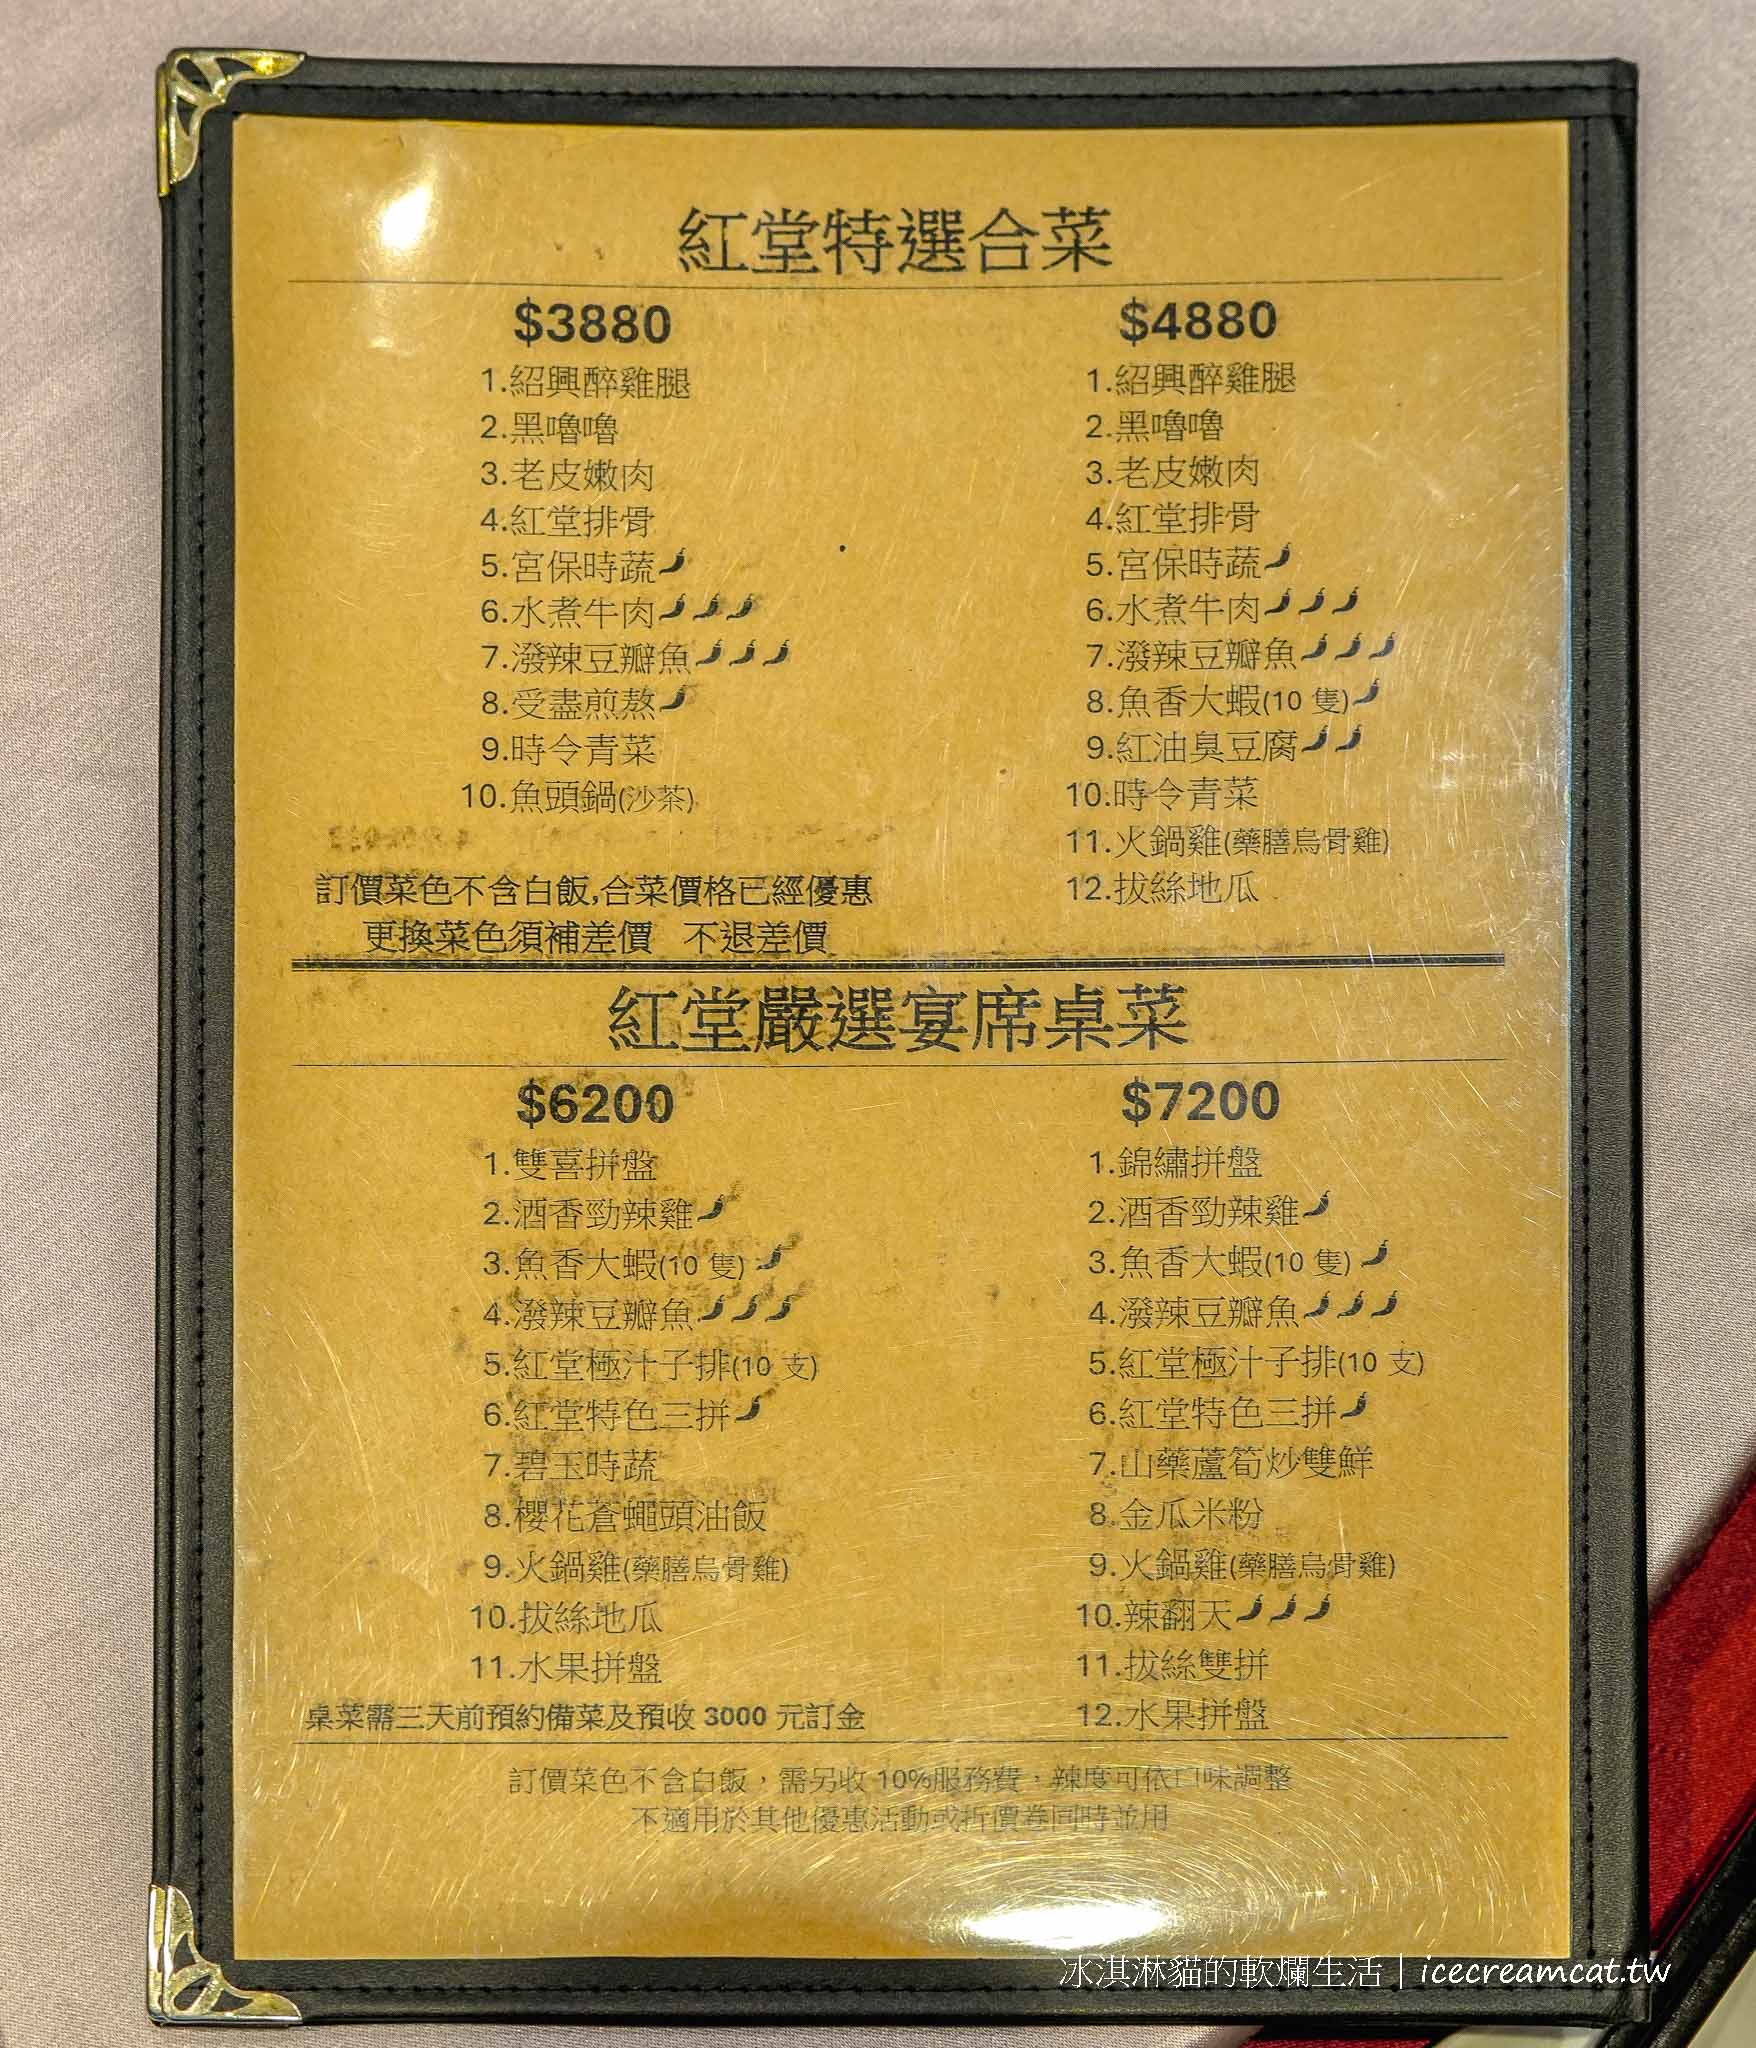 紅堂特選合菜
$3880
1.紹興醉雞腿
2.黑嚕嚕
3.老皮嫩肉
4.紅堂排骨
5.宮保時蔬
6.水煮牛肉
7.潑辣豆瓣魚
8.受盡煎熬
9.時令青菜
10.魚頭鍋(沙茶)
訂價菜色不含白飯,合菜價格已經優惠
更換菜色須補差價 不退差價
$4880
1.紹興醉雞腿
2.黑嚕嚕
3.老皮嫩肉
4.紅堂排骨
5.宮保時蔬
6.水煮牛肉
7.潑辣豆瓣魚
8.魚香大蝦(10 隻)
9.紅油臭豆腐
10.時令青菜
11.火鍋雞(藥膳烏骨雞)
12.拔絲地瓜
紅堂嚴選宴席桌菜
$6200
1.雙喜拼盤
2.酒香勁辣雞
3.魚香大蝦(10 隻)
4.潑辣豆瓣魚
5.紅堂極汁子排(10 支)
6.紅堂特色三拼
7.碧玉時蔬
8.櫻花蒼蠅頭油飯
9.火鍋雞(藥膳烏骨雞)
10.拔絲地瓜
11.水果拼盤
桌菜需三天前預約備菜及預收 3000 元訂金
$7200
1.錦繡拼盤
2.酒香勁辣雞
3.魚香大蝦(10 隻)
4.潑辣豆瓣魚
5.紅堂極汁子排(10 支)
6.紅堂特色三拼
7.山藥蘆筍炒雙鮮
8.金瓜米粉
9.火鍋雞(藥膳烏骨雞)
10.辣翻天
11.拔絲雙拼
12.水果拼盤
訂價菜色不含白飯，需另收 10%服務費，辣度可依口味調整
不適用於其他優惠活動或折價卷同時並用
冰淇淋貓的軟爛生活｜icecreamcat.tw